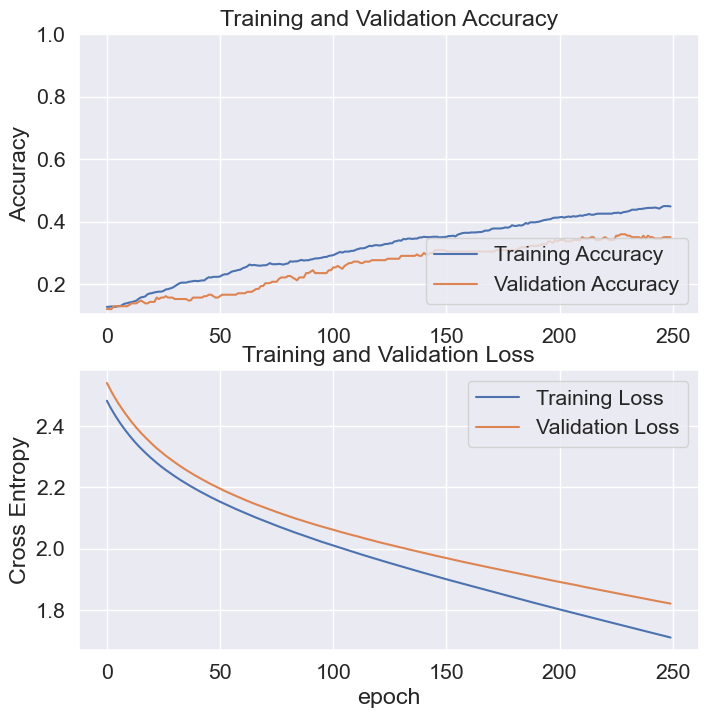 Training and Validation Accuracy
1.0
0.8
0.6
0.4
0.2
Accuracy
Training Accuracy
Validation Accuracy
0 50 100 150 200 250
Training and Validation Loss
2.4
2.2
2.0
1.8
Cross Entropy
Training Loss
Validation Loss
0 50 100 150 200 250
epoch